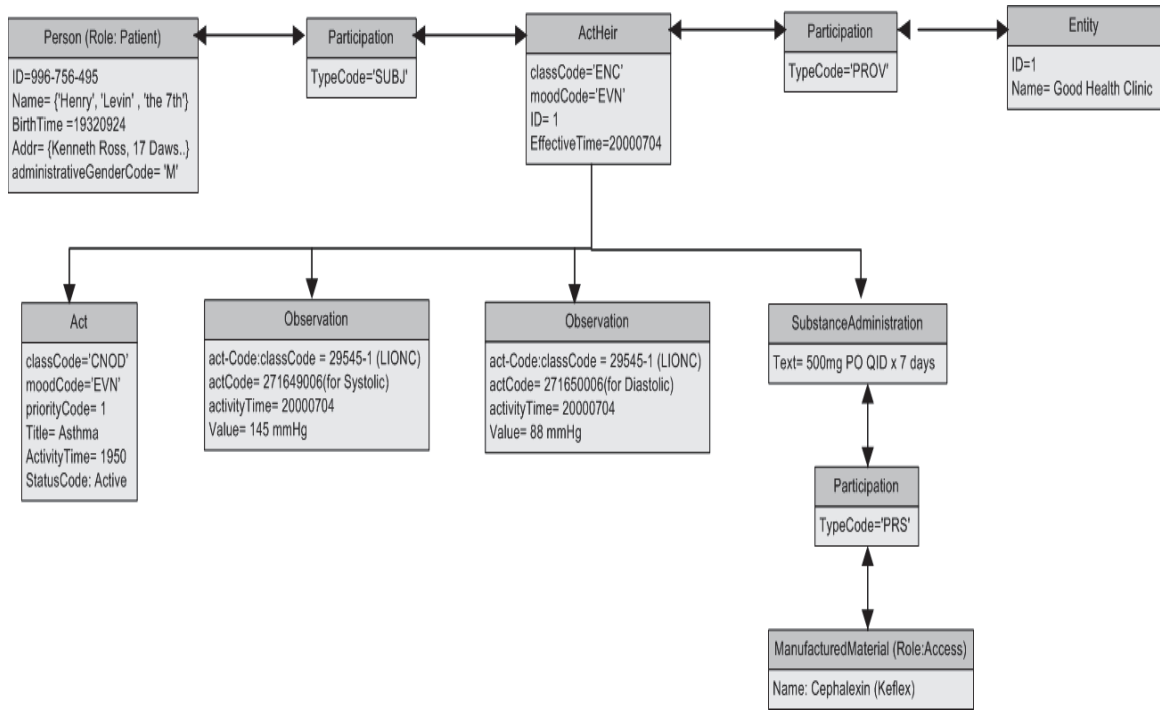 Person (Role: Patient)
ID=996-756-495
Name= {'Henry', 'Levin' , 'the 7th'}
BirthTime =19320924
Addr= {Kenneth Ross, 17 Daws..}
administrativeGenderCode= 'M'
Participation
TypeCode='SUBJ'
ActHeir
classCode='ENC'
moodCode='EVN'
ID= 1
EffectiveTime=20000704
Participation
TypeCode='PROV'
Entity
ID=1
Name= Good Health Clinic
Act
classCode='CNOD'
moodCode='EVN'
priorityCode= 1
Title= Asthma
ActivityTime= 1950
StatusCode: Active
Observation
act-Code:classCode = 29545-1 (LIONC)
actCode= 271649006(for Systolic)
activityTime= 20000704
Value= 145 mmHg
Observation
act-Code:classCode = 29545-1 (LIONC)
actCode= 271650006(for Diastolic)
activityTime= 20000704
Value= 88 mmHg
SubstanceAdministration
Text= 500mg PO QID x 7 days
Participation
TypeCode='PRS'
ManufacturedMaterial (Role:Access)
Name: Cephalexin (Keflex)